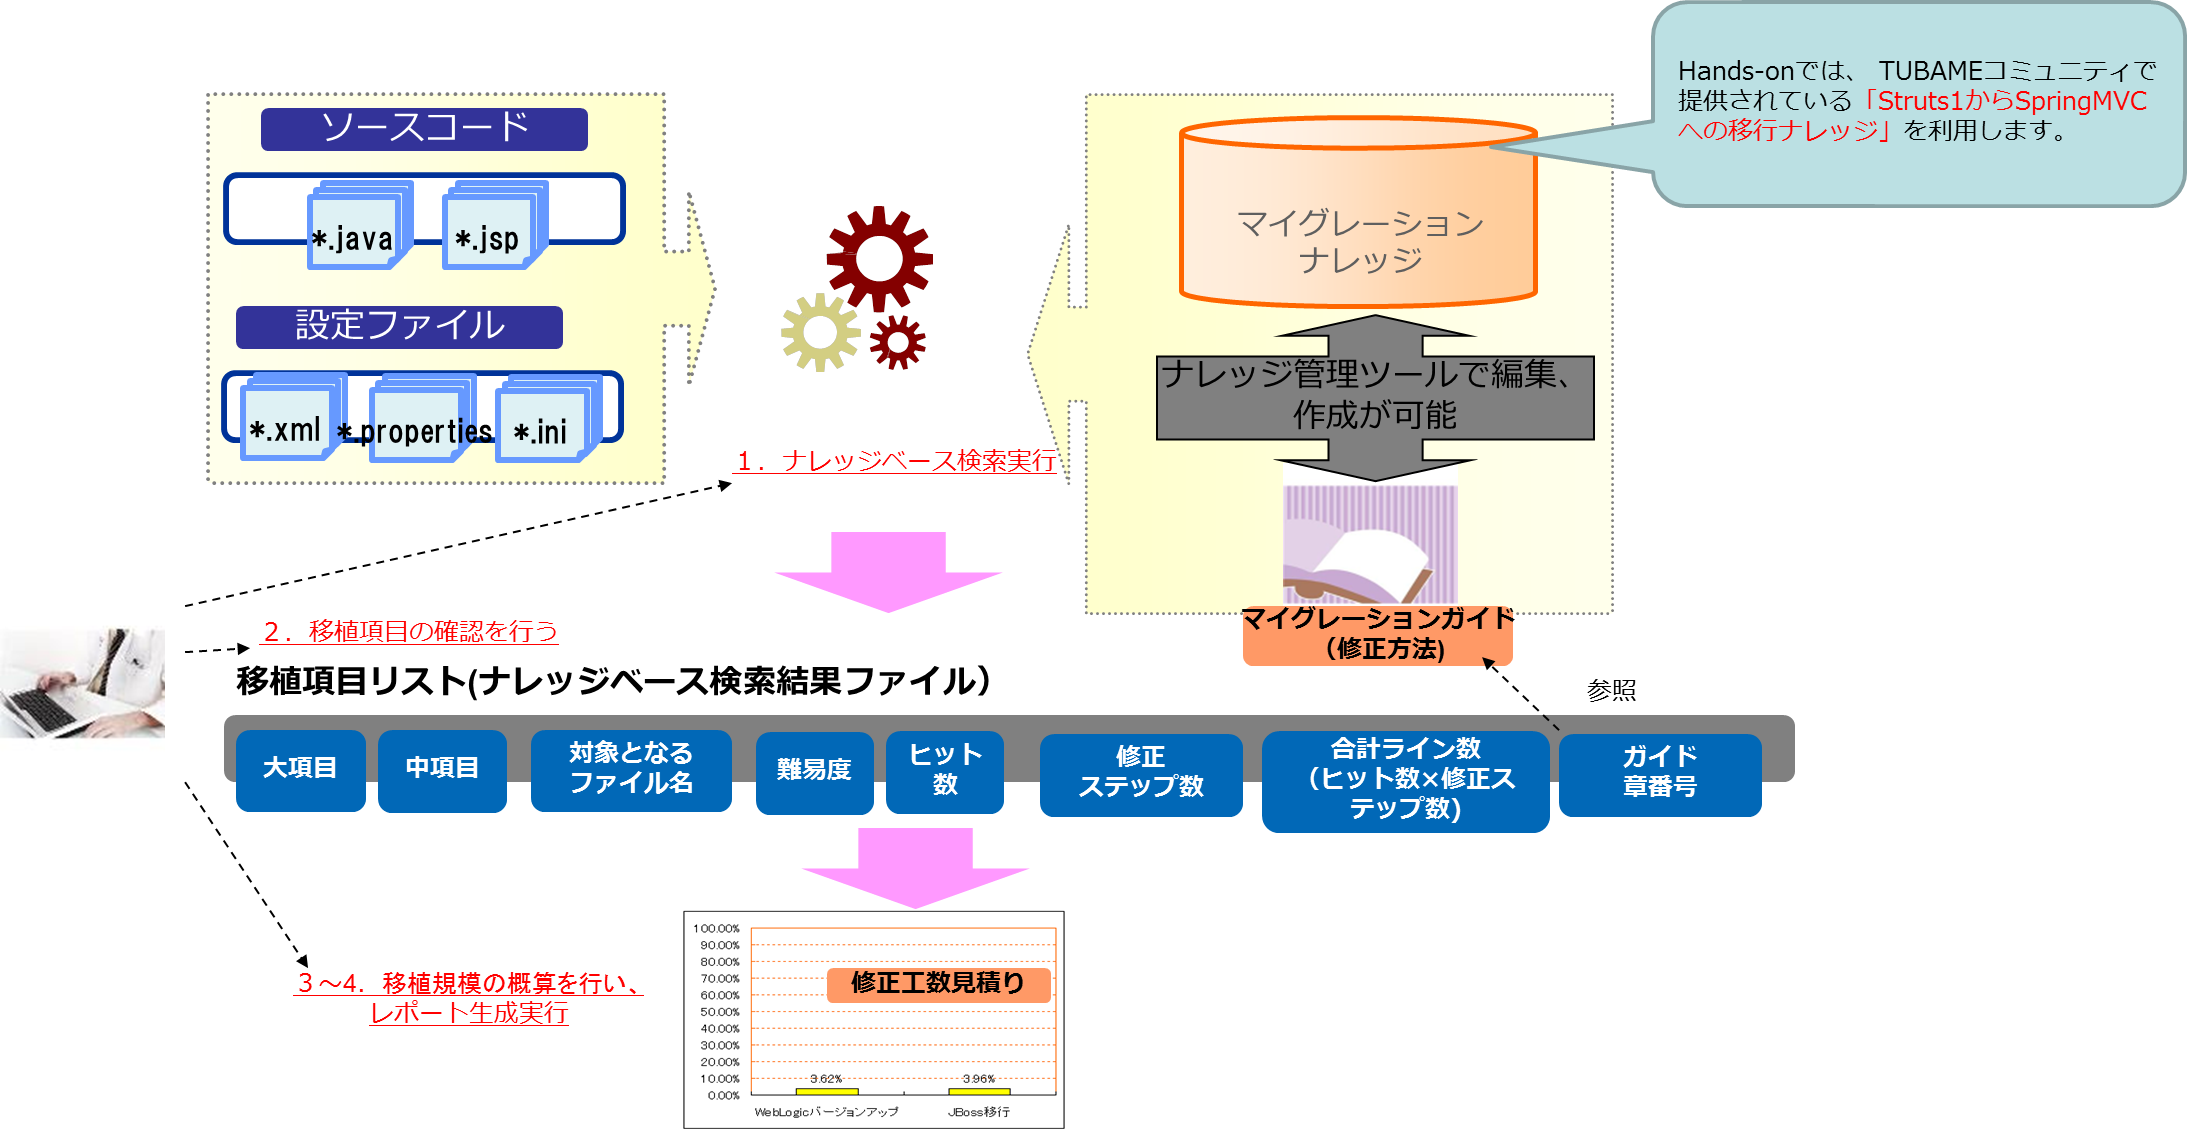 Hands-onでは、 TUBAMEコミュニティで
提供されている「Struts1からSpringMVC
への移行ナレッジ」を利用します。
ソースコード
*.java
*.jsp
設定ファイル
*.xml
*.properties
*.ini
マイグレーション
ナレッジ
ナレッジ管理ツールで編集、
作成が可能
１．ナレッジベース検索実行
マイグレーションガイド
（修正方法)
２．移植項目の確認を行う
移植項目リスト(ナレッジベース検索結果ファイル）
参照
大項目
中項目
対象となる
ファイル名
難易度
ヒット
数
修正
ステップ数
合計ライン数
（ヒット数×修正ス
テップ数)
ガイド
章番号
３～4．移植規模の概算を行い、
レポート生成実行
修正工数見積り
100.00%
90.00%
80.00%
70.00%
60.00%
50.00%
40.00%
30.00%
20.00%
10.00%
0.00%
3.62%
3.96%
WebLogicバージョンアップ
JBoss移行